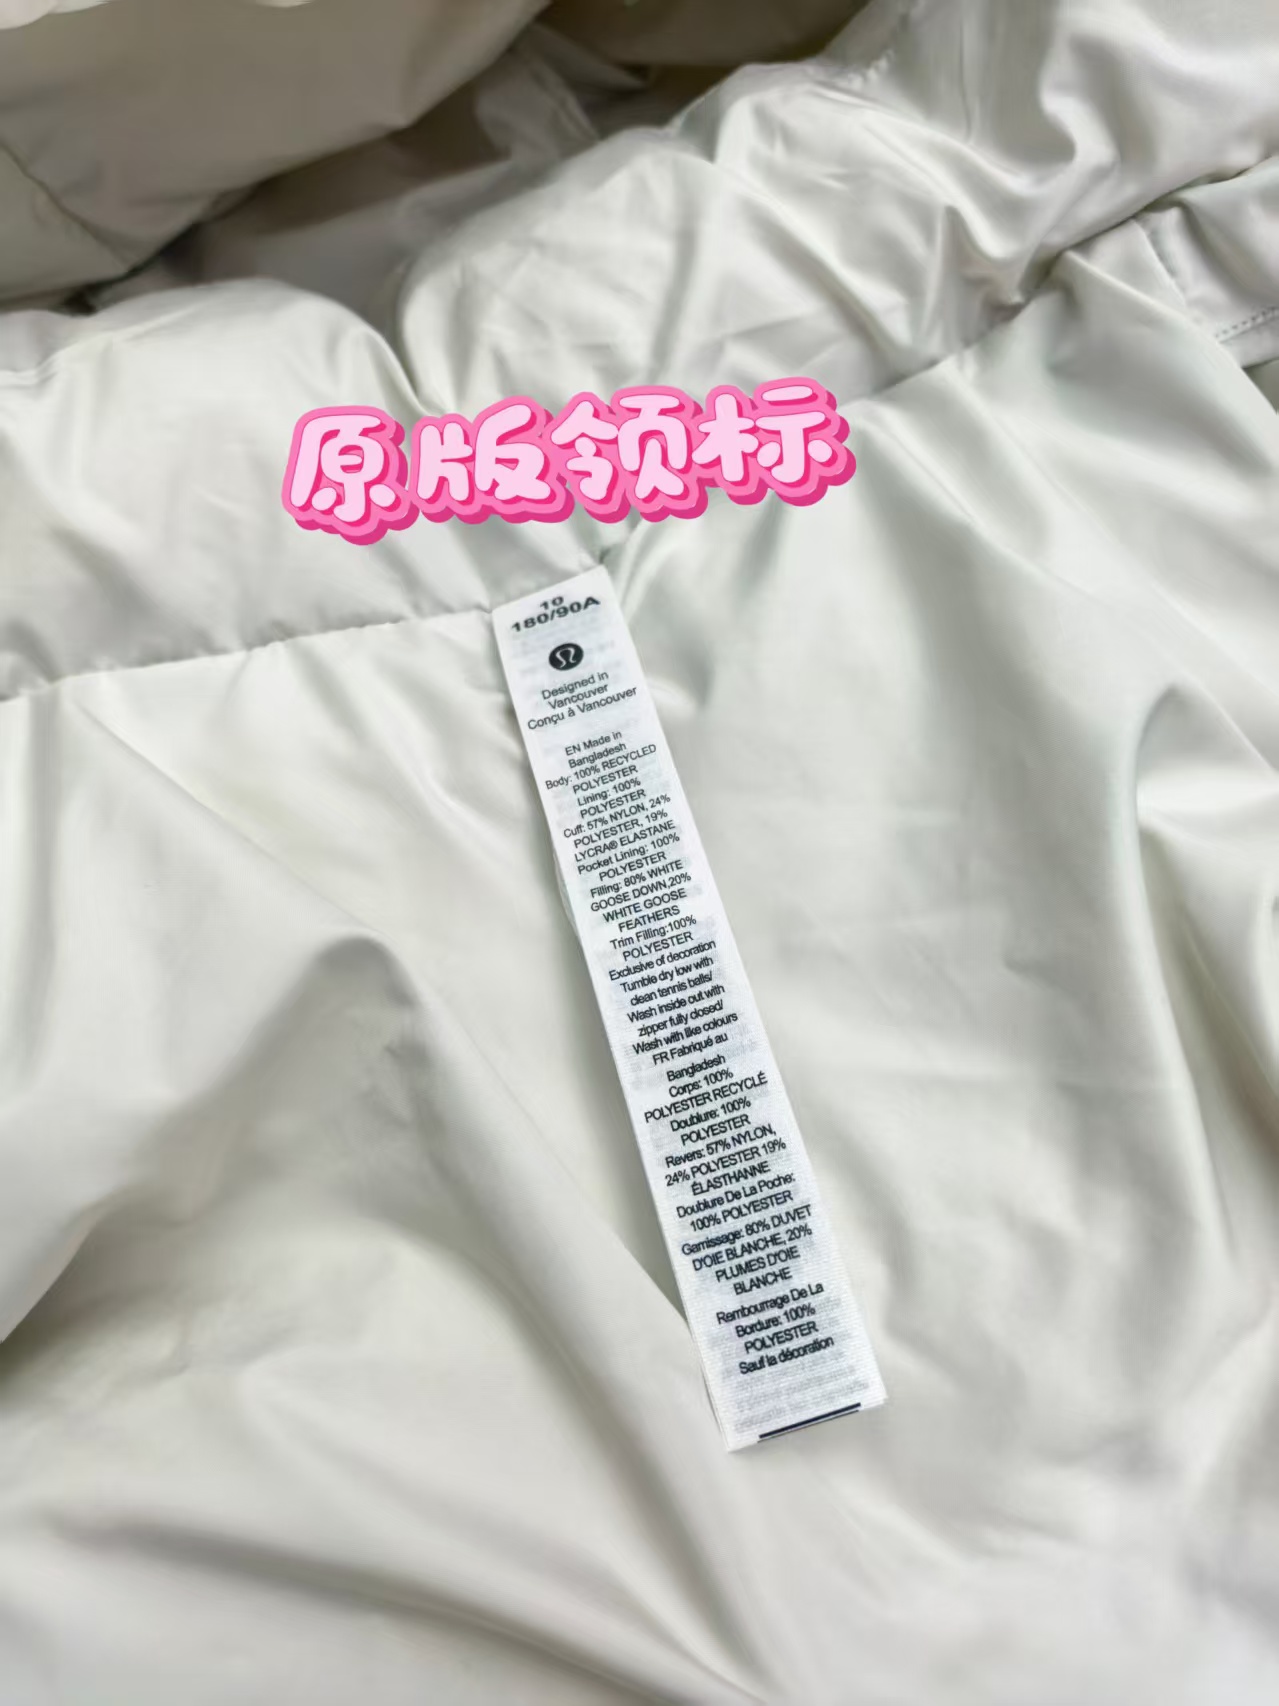 原版领标
10
180/90A
Designed in
Vancouver
Conçu à Vancouver
EN Made in
Bangladesh
Body: 100% RECYCLED
POLYESTER
Lining: 100%
POLYESTER
Cuff: 57% NYLON, 24%
POLYESTER, 19%
LYCRA® ELASTANE
Pocket Lining: 100%
POLYESTER
Filling: 80% WHITE
GOOSE DOWN,20%
WHITE GOOSE
FEATHERS
Trim Filling:100%
POLYESTER
Exclusive of decoration
Tumble dry low with
clean tennis balls/
Wash inside out with
zipper fully closed/
Wash with like colours
FR Fabriqué au
Bangladesh
Corps: 100%
POLYESTER RECYCLÉ
Doublure: 100%
POLYESTER
Revers: 57% NYLON,
24% POLYESTER 19%
ÉLASTHANNE
Doublure De La Poche:
100% POLYESTER
Garnissage: 80% DUVET
D'OIE BLANCHE, 20%
PLUMES D'OIE
BLANCHE
Rembourrage De La
Bordure: 100%
POLYESTER
Sauf la décoration